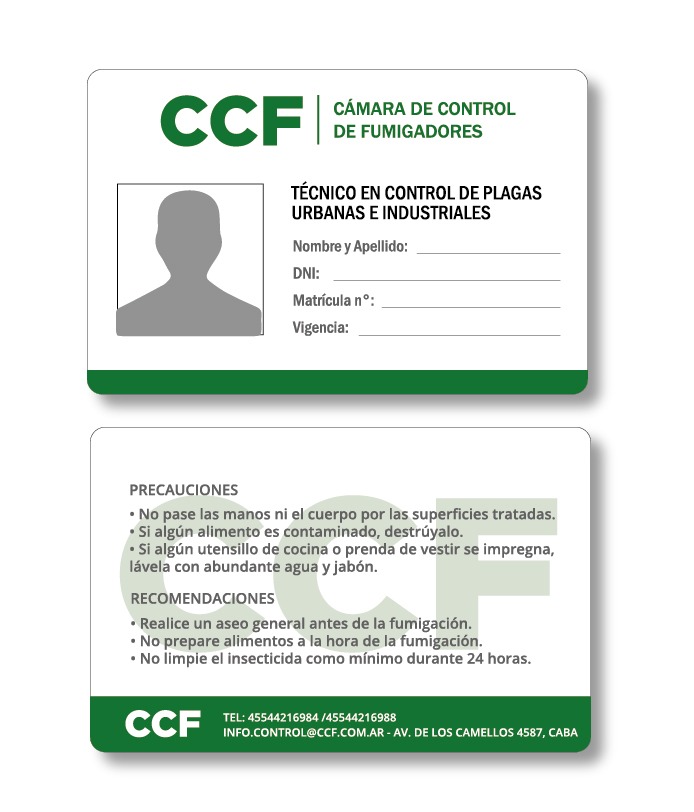 CCF
CÁMARA DE CONTROL
DE FUMIGADORES
TÉCNICO EN CONTROL DE PLAGAS
URBANAS E INDUSTRIALES
Nombre y Apellido:
DNI:
Matrícula n°:
Vigencia:
CCF
PRECAUCIONES
• No pase las manos ni el cuerpo por las superficies tratadas.
• Si algún alimento es contaminado, destrúyalo.
• Si algún utensillo de cocina o prenda de vestir se impregna,
lávela con abundante agua y jabón.
RECOMENDACIONES
• Realice un aseo general antes de la fumigación.
• No prepare alimentos a la hora de la fumigación.
• No limpie el insecticida como mínimo durante 24 horas.
CCF
TEL: 45544216984 /45544216988
INFO.CONTROL@CCF.COM.AR - AV. DE LOS CAMELLOS 4587, CABA